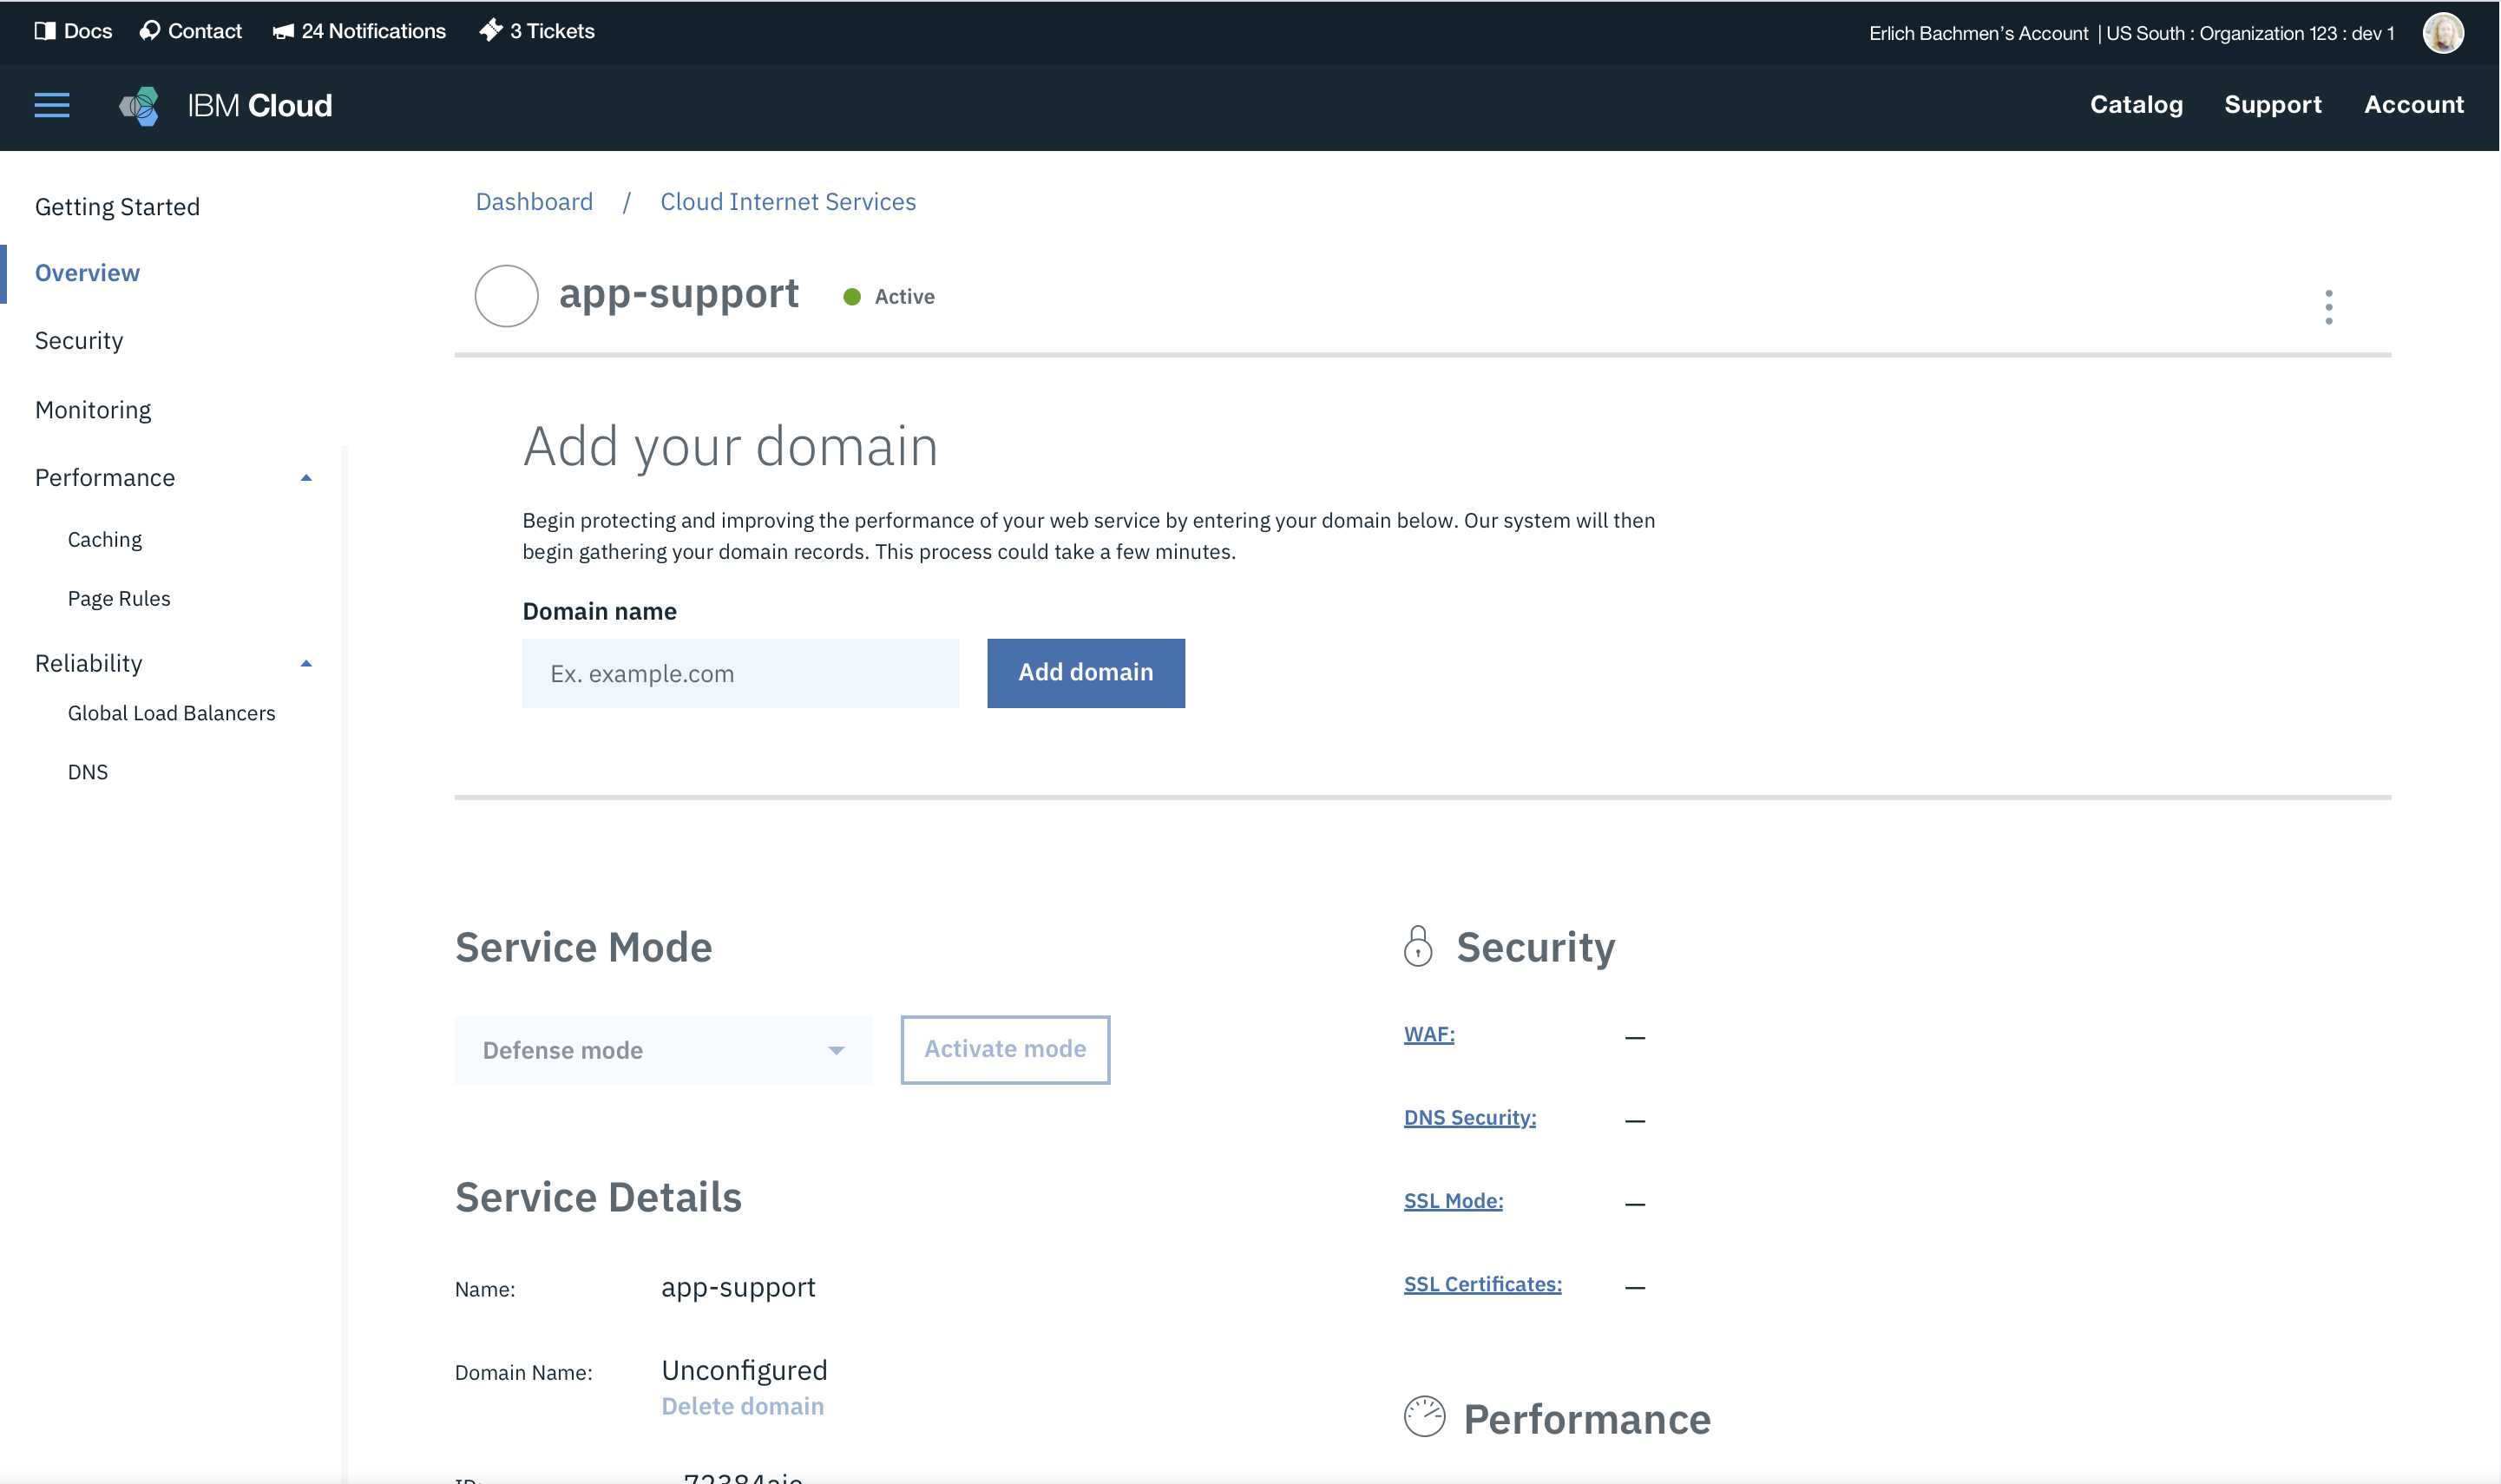 Docs
Contact
24 Notifications
3 Tickets
Erlich Bachmen’s Account | US South : Organization 123 : dev 1
IBM Cloud
Catalog
Support
Account
Getting Started
Overview
Security
Monitoring
Performance
Caching
Page Rules
Reliability
Global Load Balancers
DNS
Dashboard / Cloud Internet Services
app-support
Active
Add your domain
Begin protecting and improving the performance of your web service by entering your domain below. Our system will then
begin gathering your domain records. This process could take a few minutes.
Domain name
Ex. example.com
Add domain
Service Mode
Defense mode
Activate mode
Service Details
Name: app-support
Domain Name: Unconfigured
Delete domain
ID:
Security
WAF: —
DNS Security: —
SSL Mode: —
SSL Certificates: —
Performance